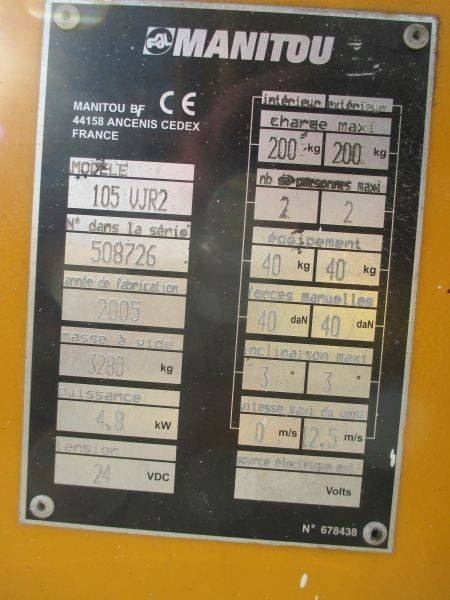 MANITOU
MANITOU BF CE
44158 ANCENIS CEDEX
FRANCE
MODELE
105 VJR2
N° dans la série
508726
année de fabrication
2005
masse à vide
3280 kg
puissance
4.8 kW
tension
24 VDC
intérieur extérieur
charge maxi
200 kg 200 kg
nb de personnes maxi
2 2
équipement
40 kg 40 kg
forces manuelles
40 daN 40 daN
inclinaison maxi
3 ° 3 °
vitesse maxi du vent
0 m/s 12.5 m/s
source électrique
Volts
N° 678438